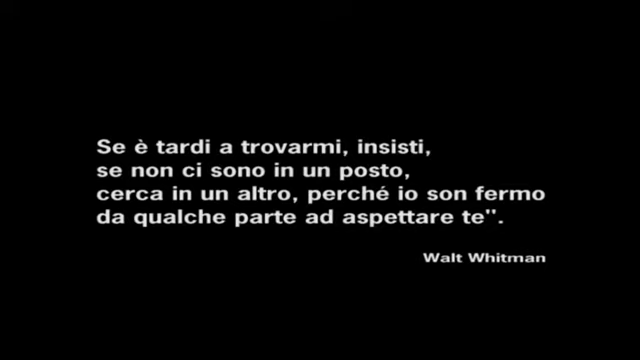 Se è tardi a trovarmi, insisti,
se non ci sono in un posto,
cerca in un altro, perché io son fermo
da qualche parte ad aspettare te".
Walt Whitman